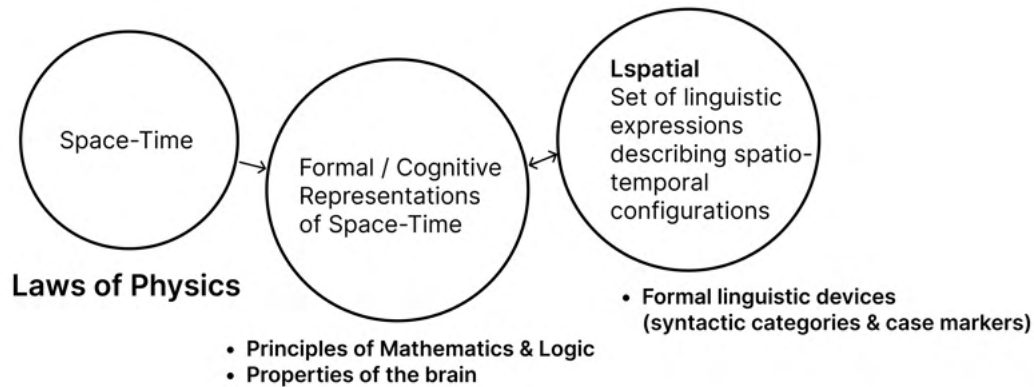 Space-Time
Laws of Physics
Formal / Cognitive
Representations
of Space-Time
• Principles of Mathematics & Logic
• Properties of the brain
Lspatial
Set of linguistic
expressions
describing spatio-
temporal
configurations
• Formal linguistic devices
(syntactic categories & case markers)